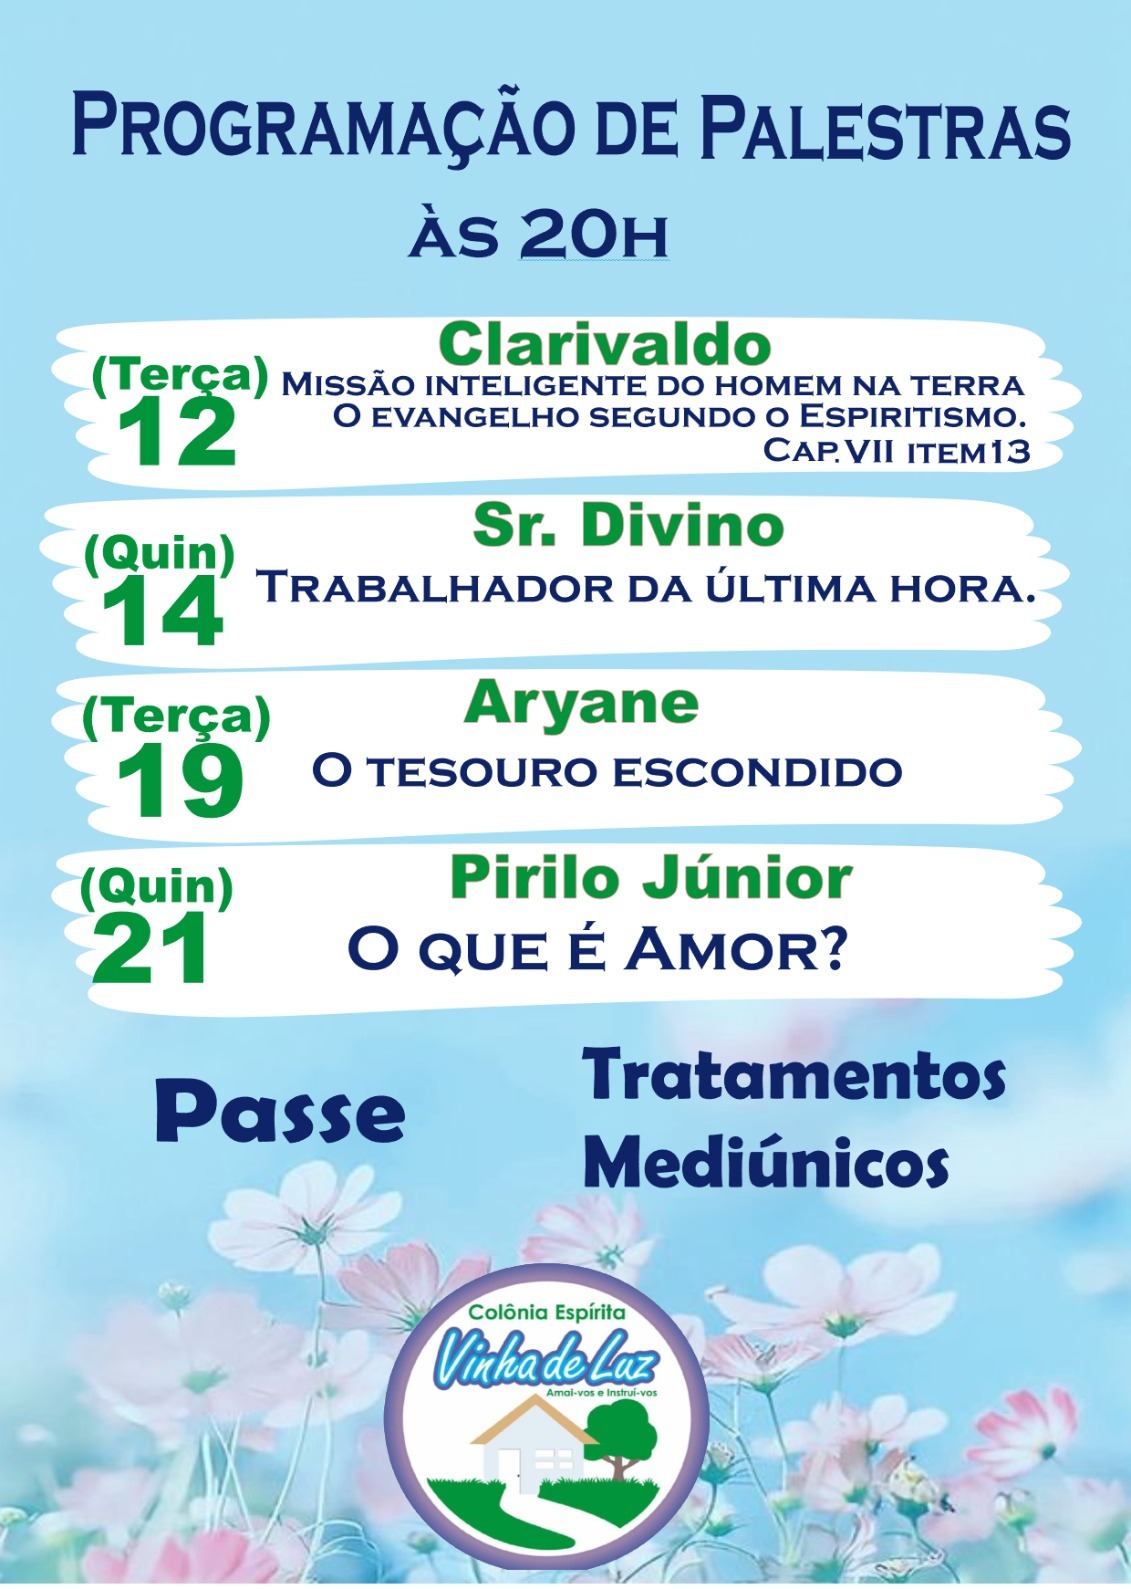 Programação de Palestras
às 20h
Clarivaldo
(Terça)
12
Missão inteligente do homem na terra
O evangelho segundo o Espiritismo.
Cap. VII item13
Sr. Divino
(Quin)
14
Trabalhador da última hora.
Aryane
(Terça)
19
O tesouro escondido
Pirilo Júnior
(Quin)
21
O que é Amor?
Passe
Tratamentos
Mediúnicos
Colônia Espírita
Vinha de Luz
Amai-vos e Instruí-vos